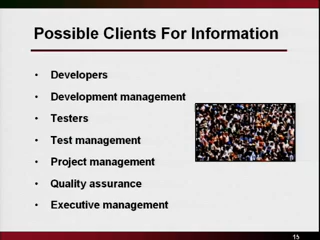 Possible Clients For Information
• Developers
• Development management
• Testers
• Test management
• Project management
• Quality assurance
• Executive management
15